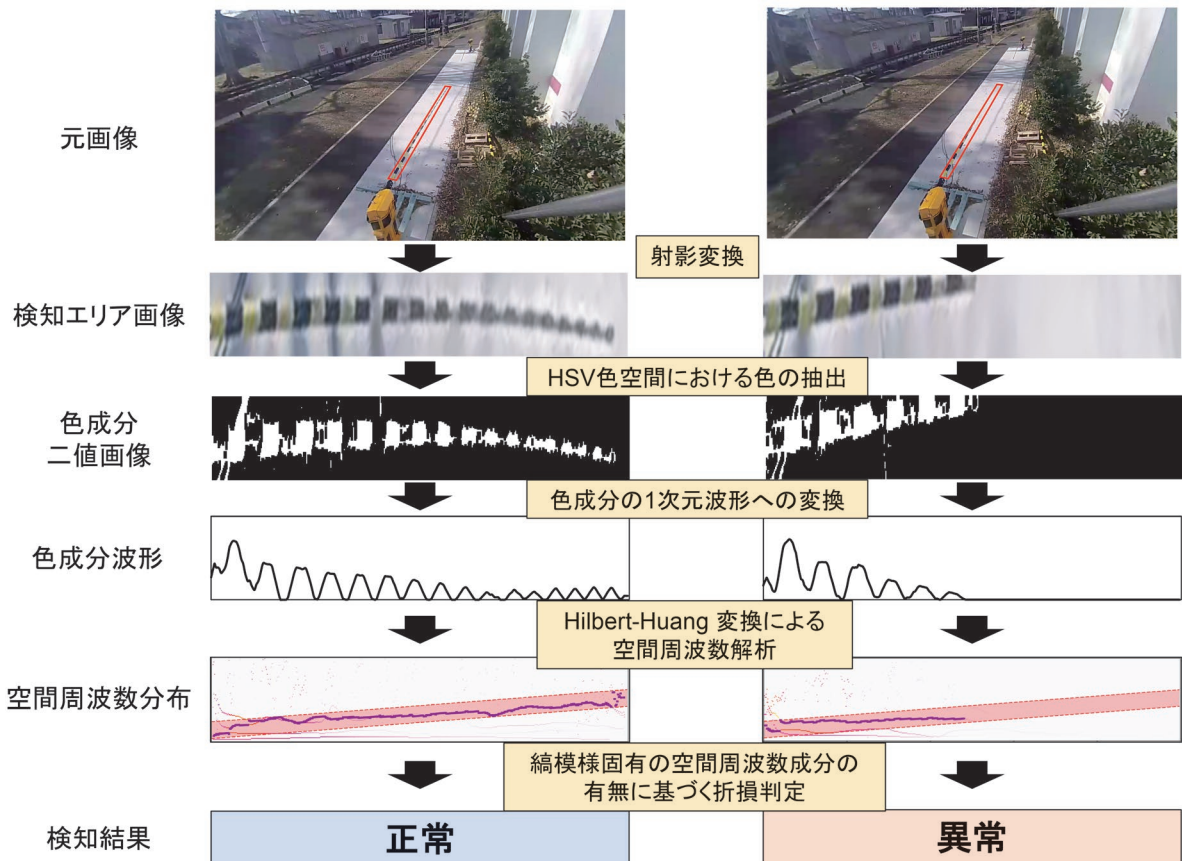 元画像
射影変換
検知エリア画像
HSV色空間における色の抽出
色成分
二値画像
色成分の1次元波形への変換
色成分波形
Hilbert-Huang 変換による
空間周波数解析
空間周波数分布
縞模様固有の空間周波数成分の
有無に基づく折損判定
検知結果
正常
異常